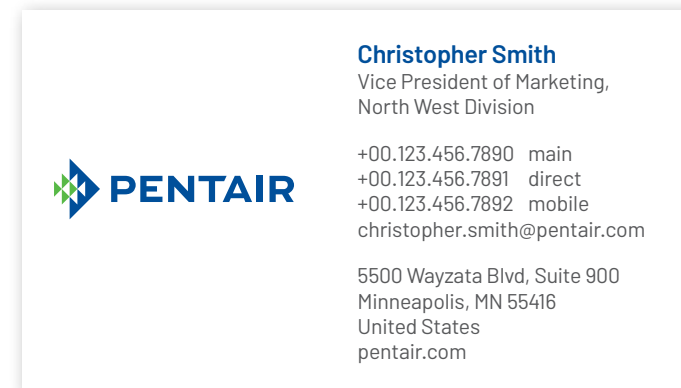 PENTAIR
Christopher Smith
Vice President of Marketing,
North West Division
+00.123.456.7890 main
+00.123.456.7891 direct
+00.123.456.7892 mobile
christopher.smith@pentair.com
5500 Wayzata Blvd, Suite 900
Minneapolis, MN 55416
United States
pentair.com